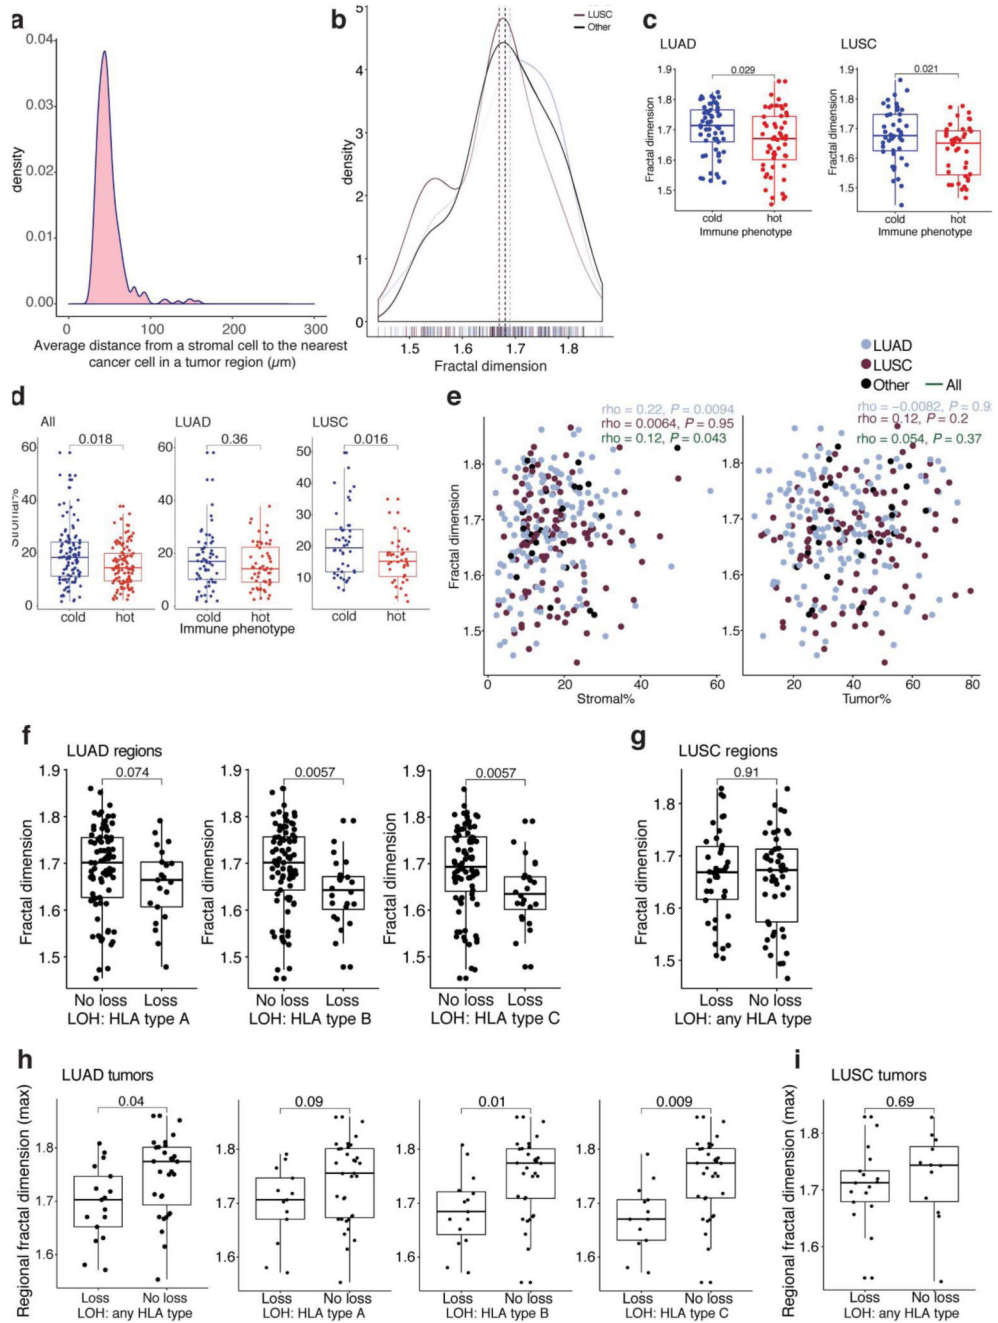 a
0.04
0.03
0.02
0.01
0.00
density
0 100 200 300
Average distance from a stromal cell to the nearest
cancer cell in a tumor region (μm)
b
LUSC
Other
5
4
3
2
1
0
density
1.5 1.6 1.7 1.8
Fractal dimension
c
LUAD
0.029
1.9
1.8
1.7
1.6
1.5
Fractal dimension
cold hot
Immune phenotype
LUSC
0.021
1.9
1.8
1.7
1.6
1.5
Fractal dimension
cold hot
Immune phenotype
d
All
0.018
60
40
20
0
cold hot
LUAD
0.36
60
40
20
0
cold hot
LUSC
0.016
50
40
30
20
10
cold hot
Immune phenotype
LUAD
LUSC
Other All
e
rho = 0.22, P = 0.0094
rho = 0.0064, P = 0.95
rho = 0.12, P = 0.043
1.8
1.7
1.6
1.5
Fractal dimension
0 20 40 60
Stromal%
rho = −0.0082, P = 0.9
rho = 0.12, P = 0.2
rho = 0.054, P = 0.37
1.8
1.7
1.6
1.5
20 40 60 80
Tumor%
f
LUAD regions
0.074
1.9
1.8
1.7
1.6
1.5
Fractal dimension
No loss Loss
LOH: HLA type A
0.0057
1.9
1.8
1.7
1.6
1.5
Fractal dimension
No loss Loss
LOH: HLA type B
0.0057
1.9
1.8
1.7
1.6
1.5
Fractal dimension
No loss Loss
LOH: HLA type C
g
LUSC regions
0.91
1.8
1.7
1.6
1.5
Fractal dimension
Loss No loss
LOH: any HLA type
h
LUAD tumors
0.04
1.8
1.7
1.6
Regional fractal dimension (max)
Loss No loss
LOH: any HLA type
0.09
1.8
1.7
1.6
Loss No loss
LOH: HLA type A
0.01
1.8
1.7
1.6
Loss No loss
LOH: HLA type B
0.009
1.8
1.7
1.6
Loss No loss
LOH: HLA type C
i
LUSC tumors
0.69
1.8
1.7
1.6
Regional fractal dimension (max)
Loss No loss
LOH: any HLA type